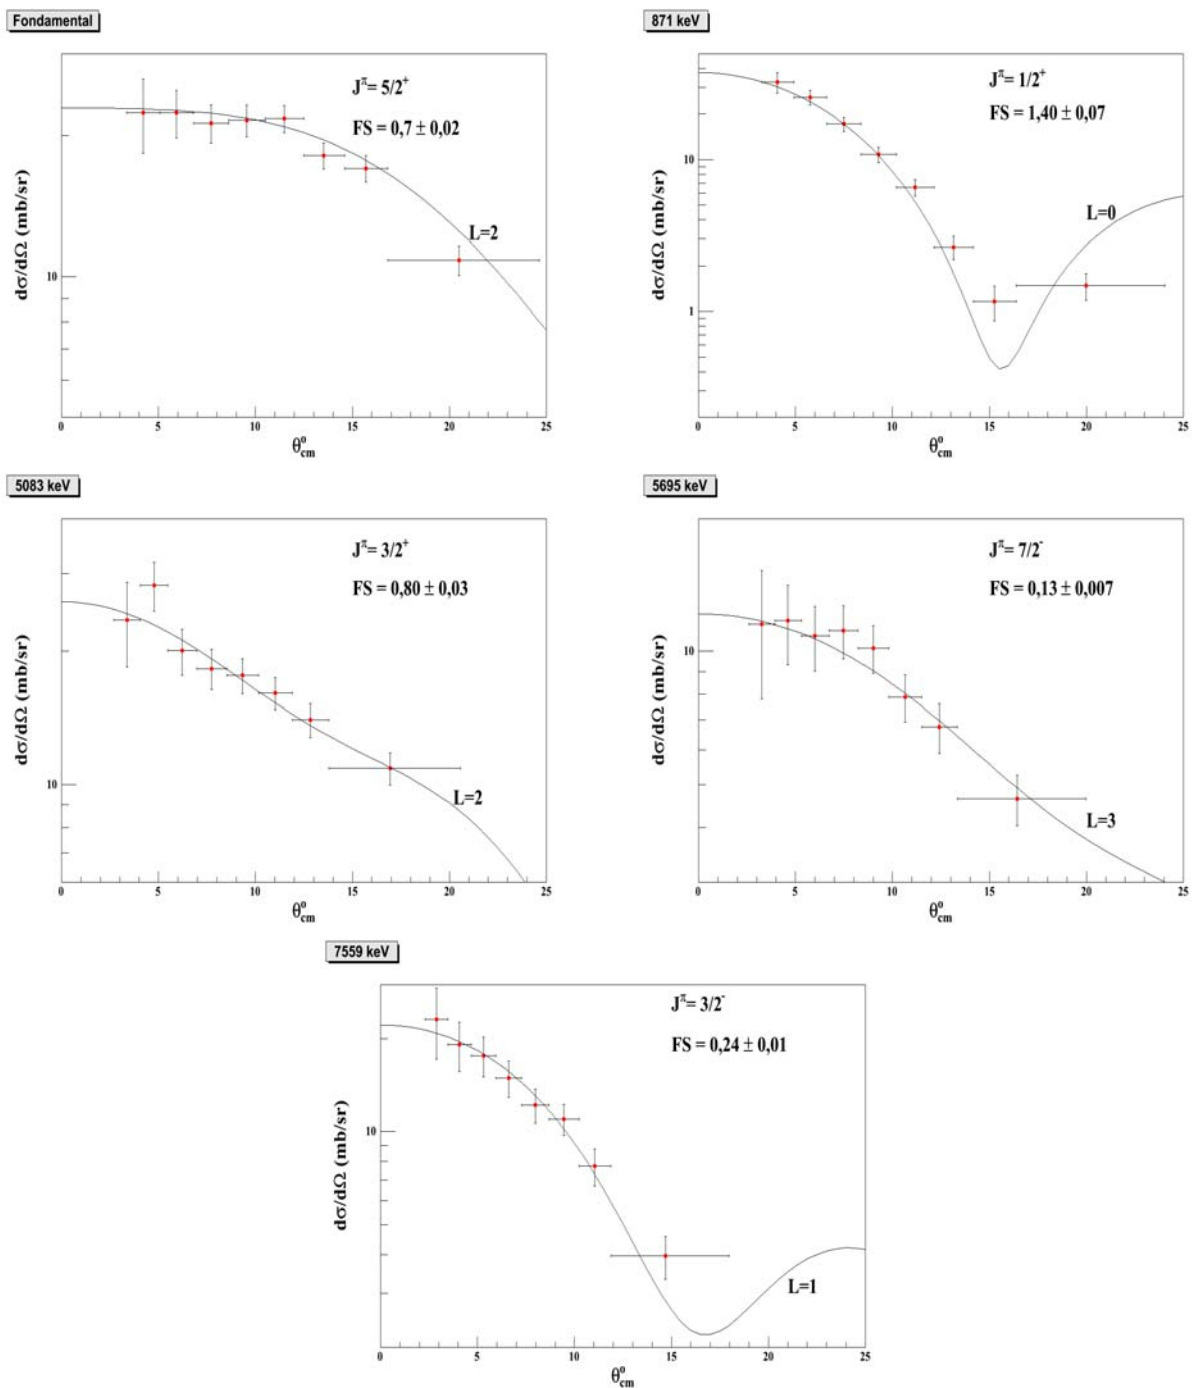 Fondamental
J^π = 5/2⁺
FS = 0,7 ± 0,02
dσ/dΩ (mb/sr)
L=2
10
0 5 10 15 20 25
θ°cm
871 keV
J^π = 1/2⁺
FS = 1,40 ± 0,07
dσ/dΩ (mb/sr)
10
L=0
1
0 5 10 15 20 25
θ°cm
5083 keV
J^π = 3/2⁺
FS = 0,80 ± 0,03
dσ/dΩ (mb/sr)
10
L=2
0 5 10 15 20 25
θ°cm
5695 keV
J^π = 7/2⁻
FS = 0,13 ± 0,007
10
dσ/dΩ (mb/sr)
L=3
0 5 10 15 20 25
θ°cm
7559 keV
J^π = 3/2⁻
FS = 0,24 ± 0,01
10
dσ/dΩ (mb/sr)
L=1
0 5 10 15 20 25
θ°cm